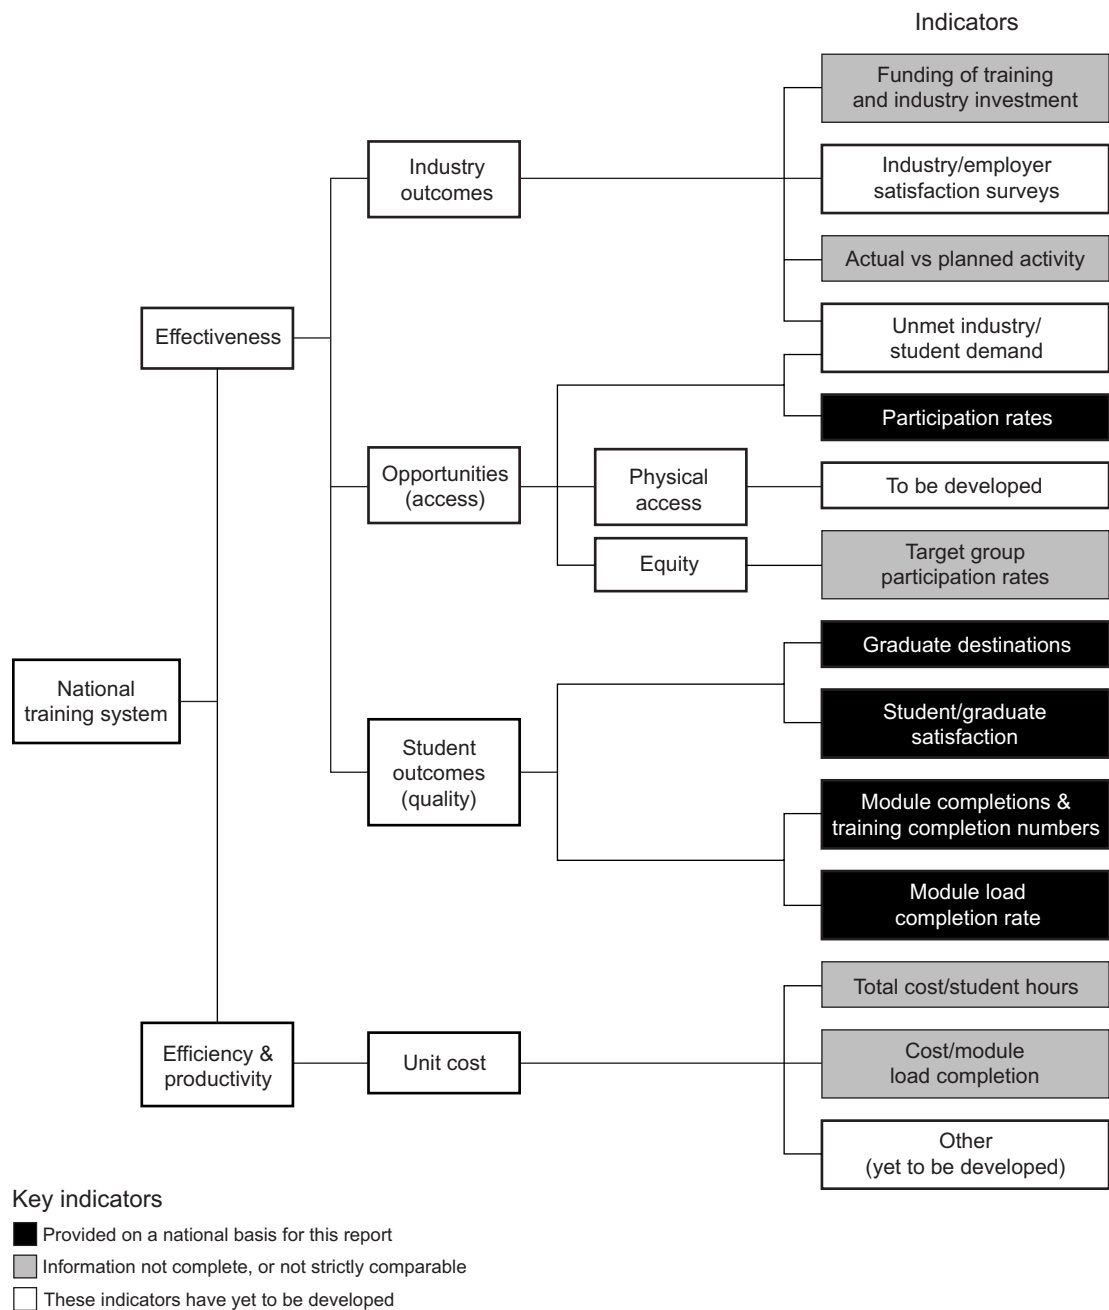 Indicators
Funding of training
and industry investment
Industry
outcomes
Industry/employer
satisfaction surveys
Actual vs planned activity
Effectiveness
Unmet industry/
student demand
Participation rates
Opportunities
(access)
Physical
access
To be developed
Equity
Target group
participation rates
Graduate destinations
National
training system
Student/graduate
satisfaction
Student
outcomes
(quality)
Module completions &
training completion numbers
Module load
completion rate
Total cost/student hours
Efficiency &
productivity
Unit cost
Cost/module
load completion
Other
(yet to be developed)
Key indicators
Provided on a national basis for this report
Information not complete, or not strictly comparable
These indicators have yet to be developed